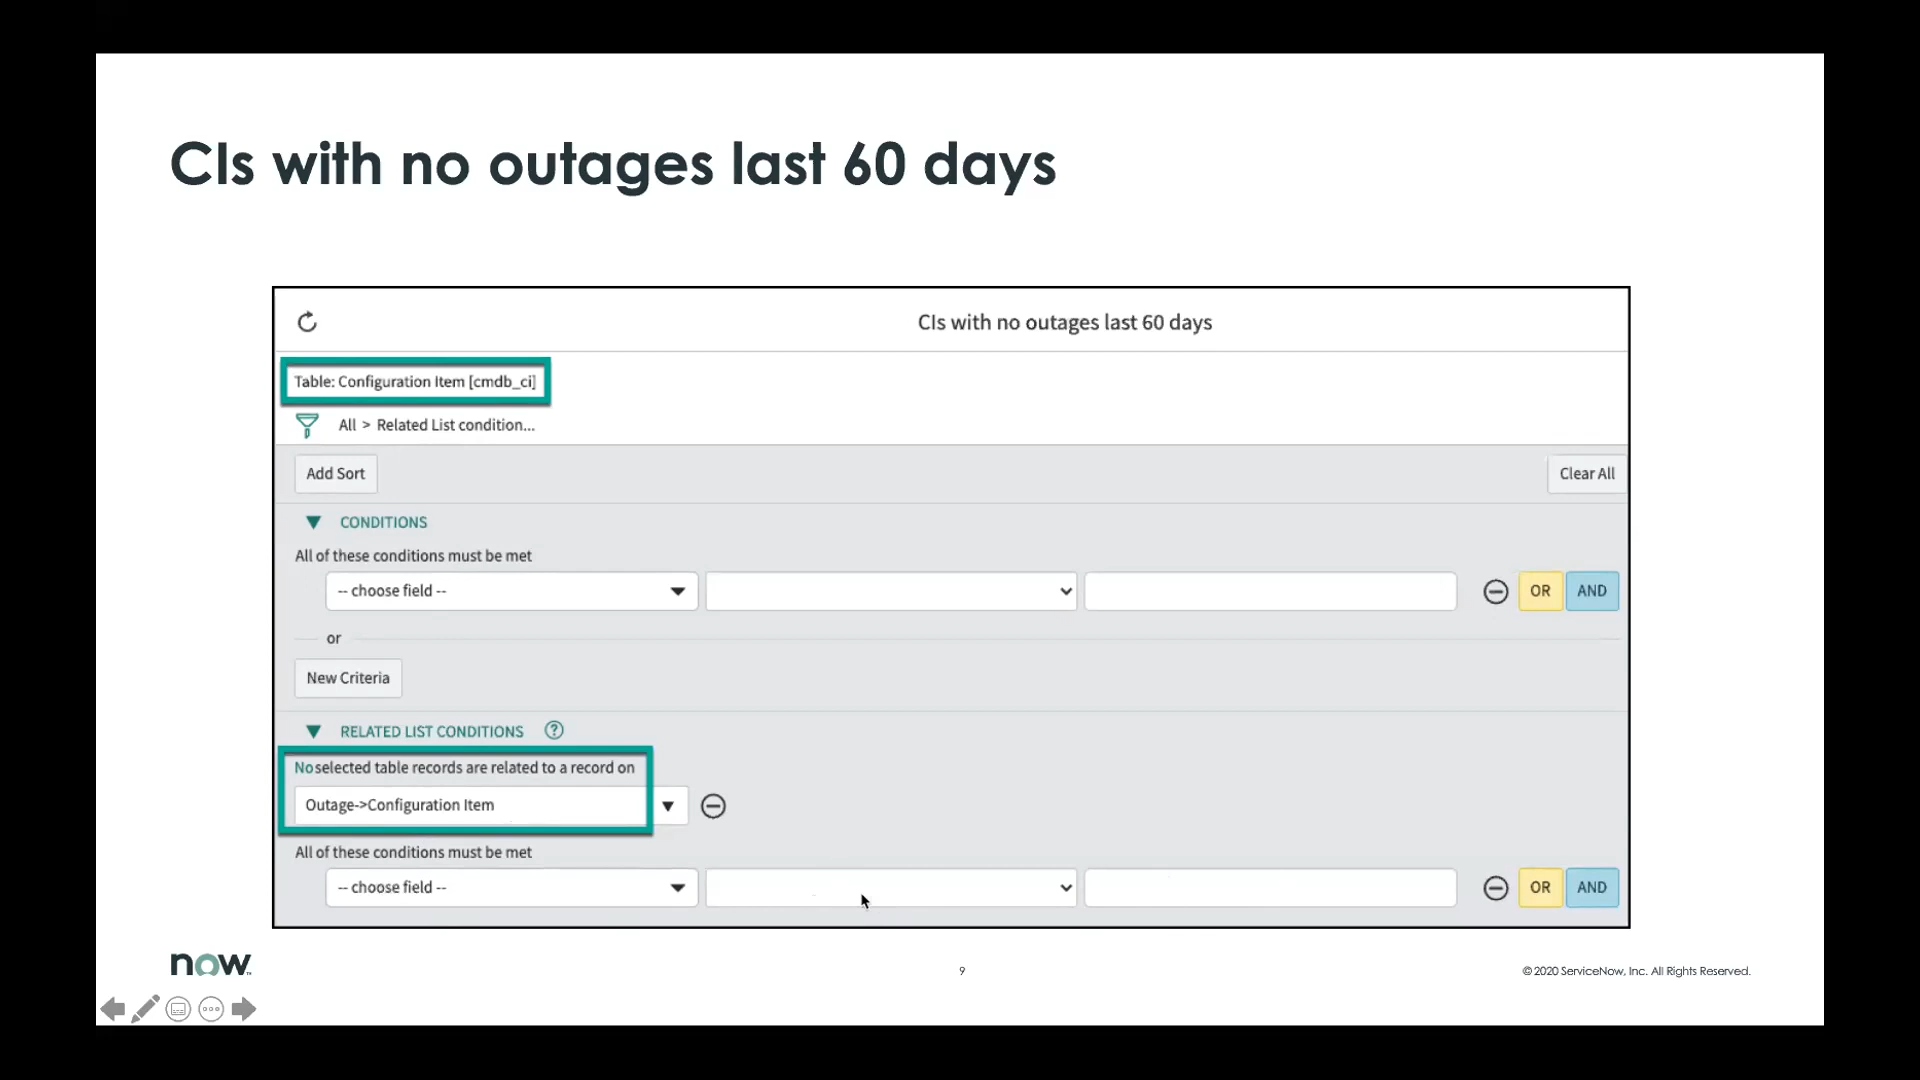 CIs with no outages last 60 days
CIs with no outages last 60 days
Table: Configuration Item [cmdb_ci]
All > Related List condition...
Add Sort
Clear All
CONDITIONS
All of these conditions must be met
-- choose field --
OR
AND
or
New Criteria
RELATED LIST CONDITIONS ?
No selected table records are related to a record on
Outage->Configuration Item
All of these conditions must be met
-- choose field --
OR
AND
now
9
© 2020 ServiceNow, Inc. All Rights Reserved.